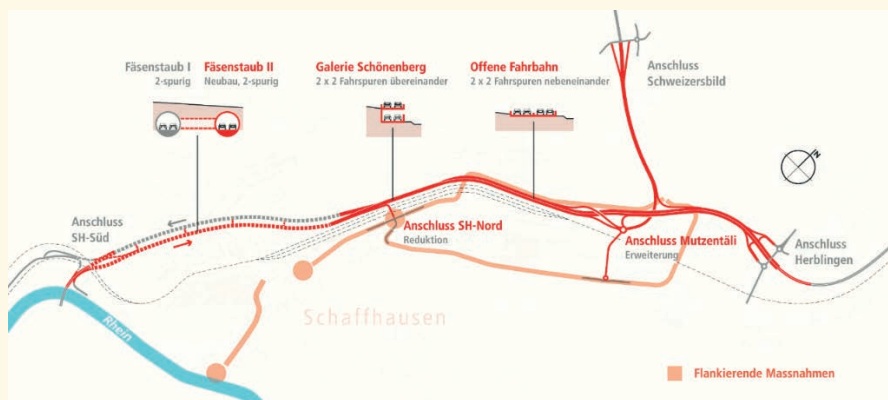 Fäsenstaub I
2-spurig
Fäsenstaub II
Neubau, 2-spurig
Galerie Schönenberg
2 x 2 Fahrspuren übereinander
Offene Fahrbahn
2 x 2 Fahrspuren nebeneinander
Anschluss
Schweizersbild
N
Anschluss
SH-Süd
Anschluss SH-Nord
Reduktion
Anschluss Mutzentäli
Erweiterung
Anschluss
Herblingen
Rhein
Schaffhausen
Flankierende Massnahmen